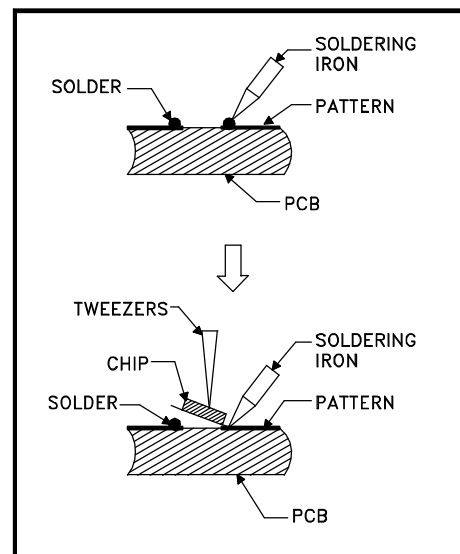 SOLDERING
IRON
SOLDER
PATTERN
PCB
TWEEZERS
SOLDERING
IRON
CHIP
SOLDER
PATTERN
PCB